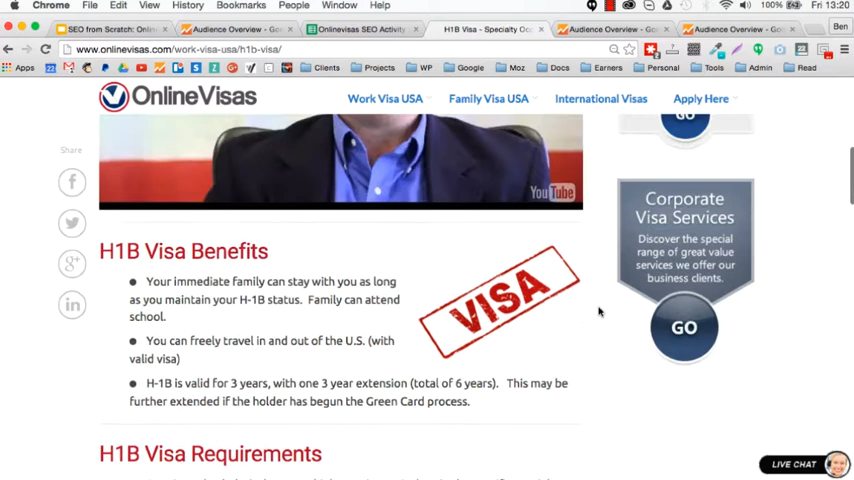 Chrome File Edit View History Bookmarks People Window Help 100% Fri 13:20
SEO from Scratch: Onlin Audience Overview - Go Onlinevisas SEO Activity H1B Visa - Specialty Oc Audience Overview - Go Audience Overview - Go Ben
www.onlinevisas.com/work-visa-usa/h1b-visa/
Apps Clients Projects WP Google Moz Docs Earners Personal Tools Admin Read
OnlineVisas Work Visa USA Family Visa USA International Visas Apply Here
Share
YouTube
GO
Corporate
Visa Services
Discover the special
range of great value
services we offer our
business clients.
GO
H1B Visa Benefits
Your immediate family can stay with you as long
as you maintain your H-1B status. Family can attend
school.
You can freely travel in and out of the U.S. (with
valid visa)
H-1B is valid for 3 years, with one 3 year extension (total of 6 years). This may be
further extended if the holder has begun the Green Card process.
VISA
H1B Visa Requirements
LIVE CHAT